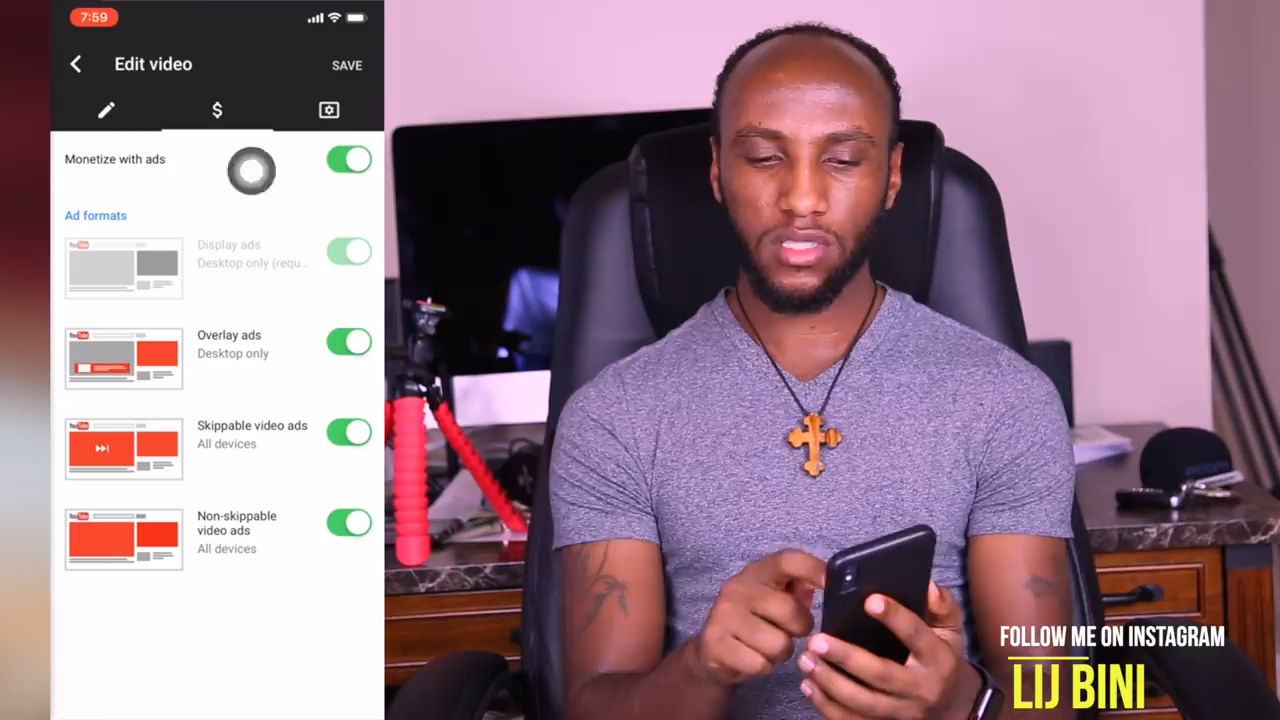 7:59
Edit video
SAVE
$
Monetize with ads
Ad formats
Display ads
Desktop only (requ...
Overlay ads
Desktop only
Skippable video ads
All devices
Non-skippable
video ads
All devices
FOLLOW ME ON INSTAGRAM
LIJ BINI